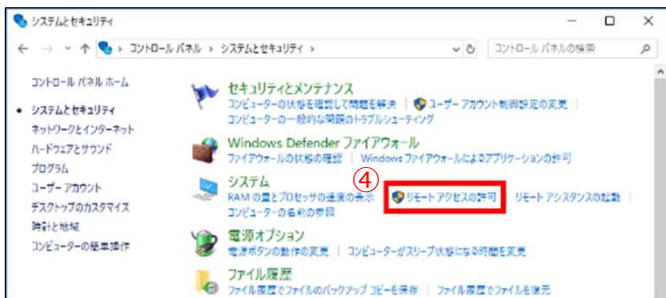 システムとセキュリティ
コントロール パネル › システムとセキュリティ ›
コントロール パネルの検索
コントロール パネル ホーム
システムとセキュリティ
ネットワークとインターネット
ハードウェアとサウンド
プログラム
ユーザー アカウント
デスクトップのカスタマイズ
時計と地域
コンピューターの簡単操作
セキュリティとメンテナンス
コンピューターの状態を確認して問題を解決 | ユーザー アカウント制御設定の変更 |
コンピューターの一般的な問題のトラブルシューティング
Windows Defender ファイアウォール
ファイアウォールの状態の確認 | Windows ファイアウォールによるアプリケーションの許可
システム
④
RAM の量とプロセッサの速度の表示 | リモート アクセスの許可 | リモート アシスタンスの起動 |
コンピューターの名前の参照
電源オプション
電源ボタンの動作の変更 | コンピューターがスリープ状態になる時間を変更
ファイル履歴
ファイル履歴でファイルのバックアップ コピーを保存 | ファイル履歴でファイルを復元